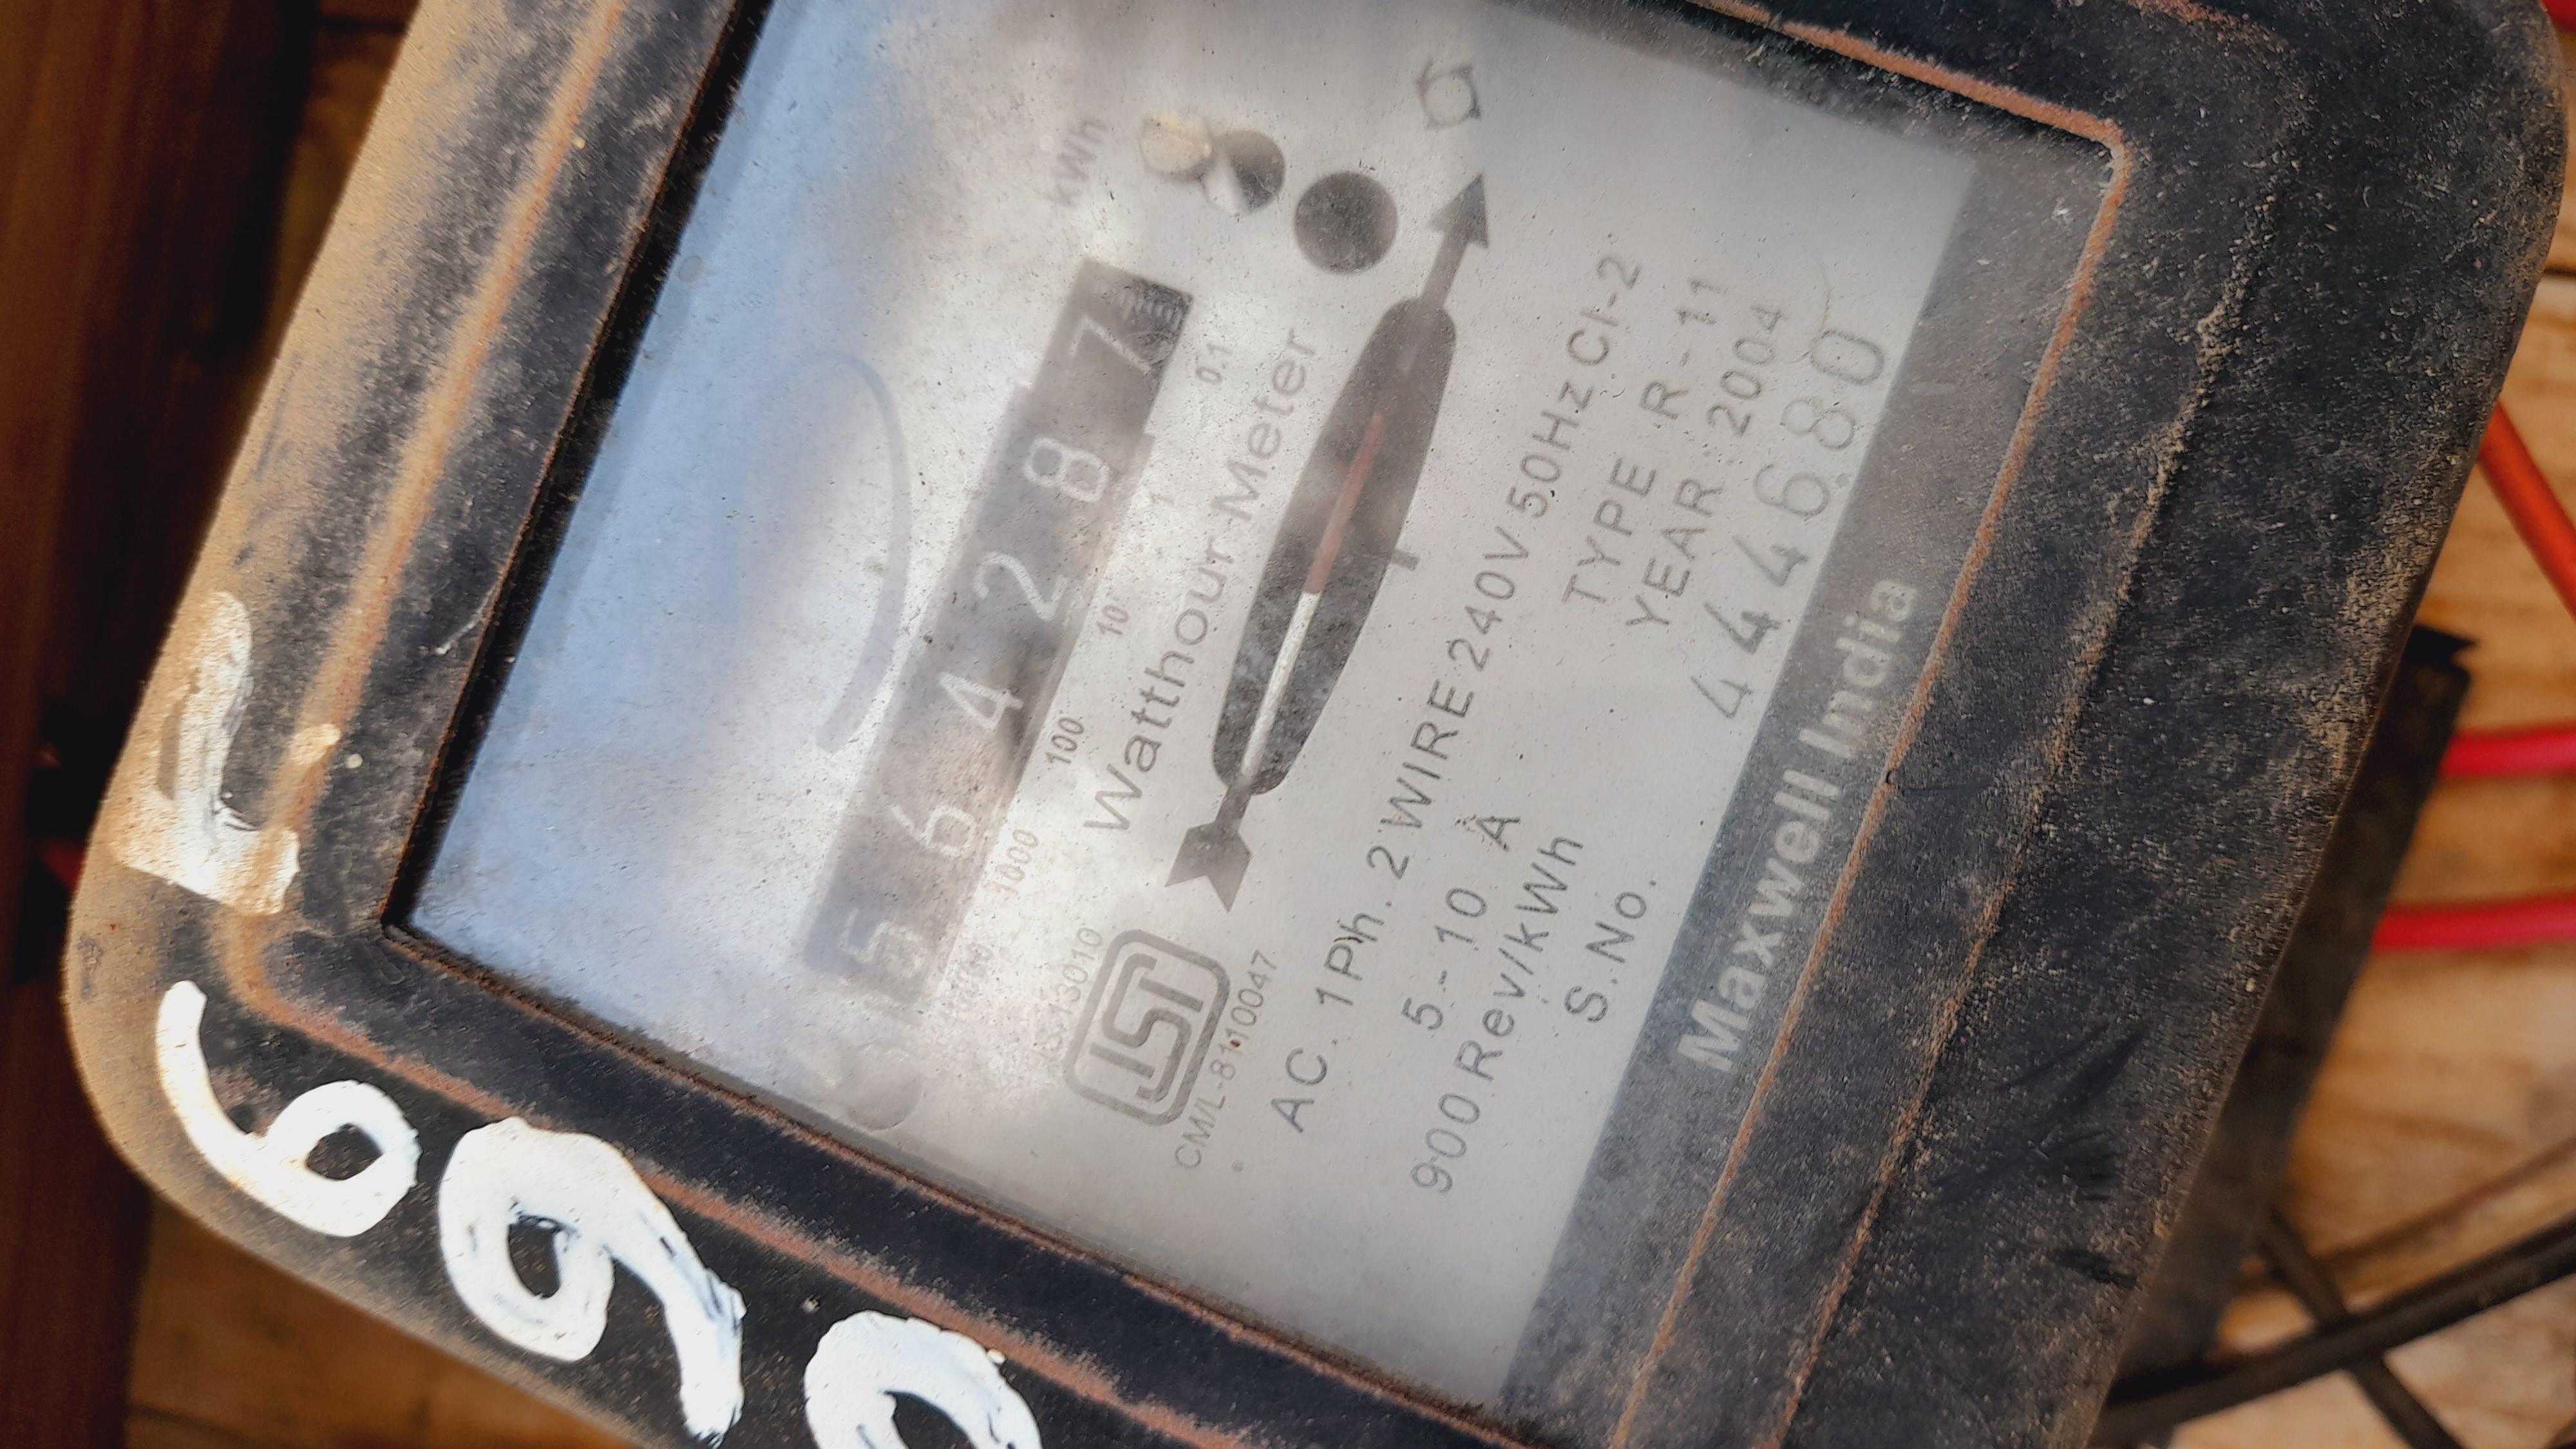 kWh
5 6 4 2 8 7
10000 1000 100 10 1 0.1
Watthour Meter
IS 13010
ISI
CM/L-8110047
AC. 1Ph. 2 WIRE 240V 50Hz Cl-2
5-10 A TYPE R-11
900 Rev/kWh YEAR 2004
S.No. 444680
Maxwell India